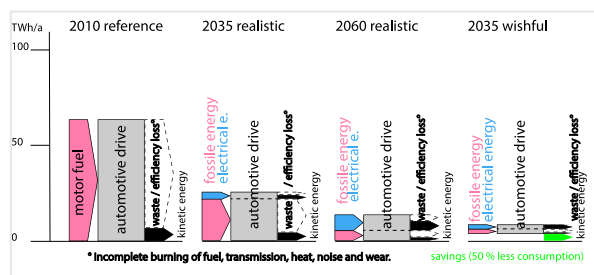 TWh/a
2010 reference
2035 realistic
2060 realistic
2035 wishful
100
50
0
motor fuel
automotive drive
waste / efficiency loss°
kinetic energy
fossile energy
electrical e.
automotive drive
waste / efficiency loss°
kinetic energy
fossile energy
electrical e.
automotive drive
waste / efficiency loss°
kinetic energy
fossile energy
electrical energy
automotive drive
waste / efficiency loss°
kinetic energy
° Incomplete burning of fuel, transmission, heat, noise and wear.
savings (50 % less consumption)